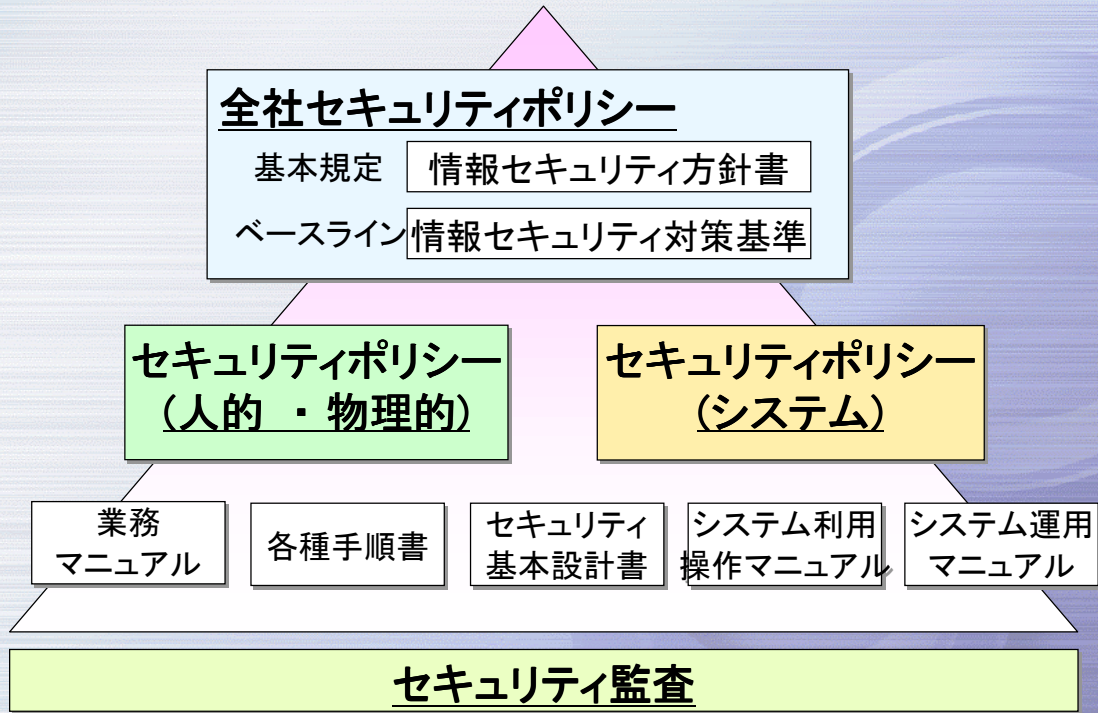 全社セキュリティポリシー
基本規定 情報セキュリティ方針書
ベースライン 情報セキュリティ対策基準
セキュリティポリシー
(人的 ・ 物理的)
セキュリティポリシー
(システム)
業務
マニュアル
各種手順書
セキュリティ
基本設計書
システム利用
操作マニュアル
システム運用
マニュアル
セキュリティ監査